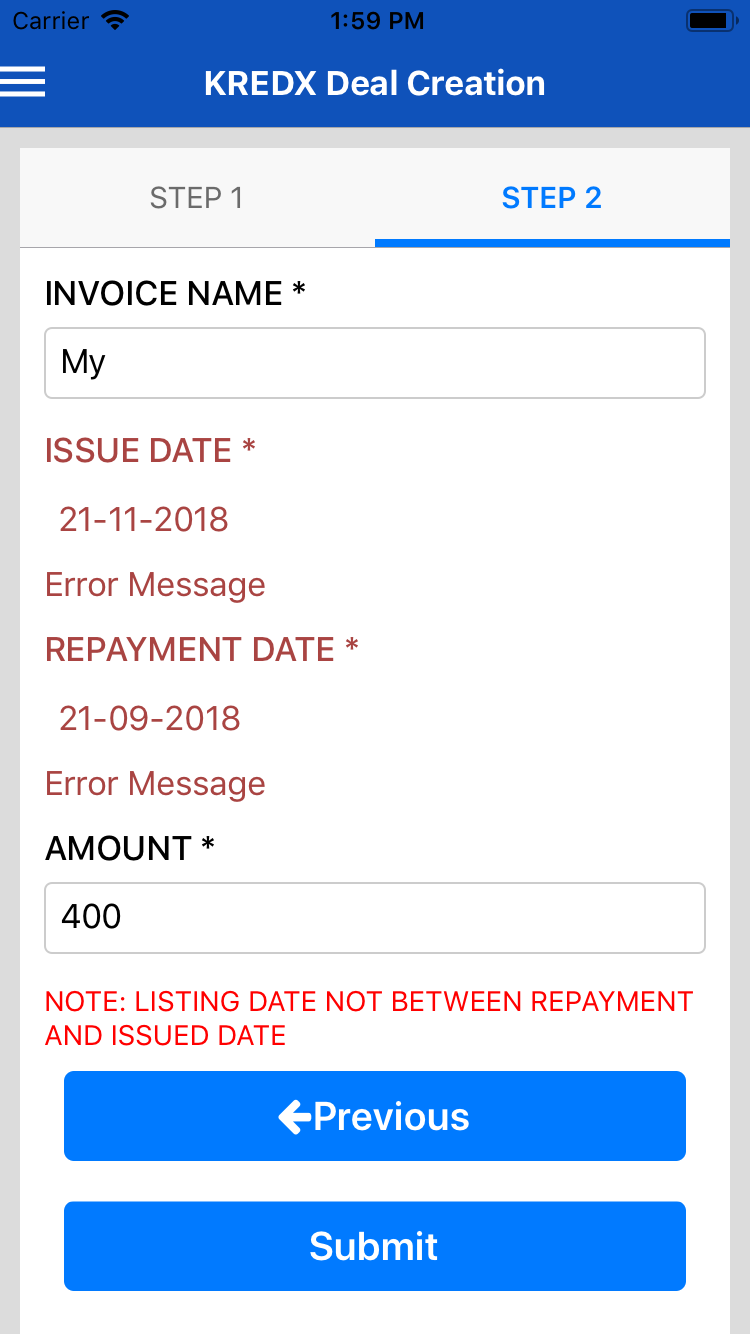 Carrier 1:59 PM
KREDX Deal Creation
STEP 1 STEP 2
INVOICE NAME *
My
ISSUE DATE *
21-11-2018
Error Message
REPAYMENT DATE *
21-09-2018
Error Message
AMOUNT *
400
NOTE: LISTING DATE NOT BETWEEN REPAYMENT
AND ISSUED DATE
Previous
Submit